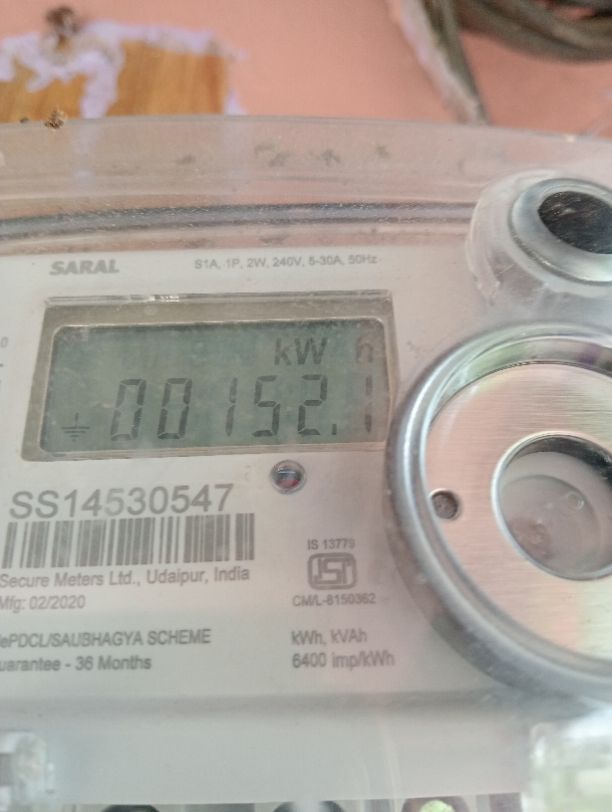 SARAL
S1A, 1P, 2W, 240V, 5-30A, 50Hz
kW h
00152.1
SS14530547
IS 13779
Secure Meters Ltd., Udaipur, India
Mfg: 02/2020
CM/L-8150362
ePDCL/SAUBHAGYA SCHEME
kWh, kVAh
uarantee - 36 Months
6400 imp/kWh